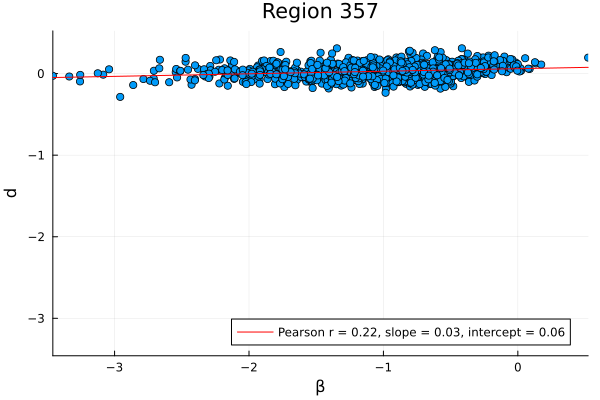 Region 357
d
0
−1
−2
−3
Pearson r = 0.22, slope = 0.03, intercept = 0.06
−3
−2
−1
0
β